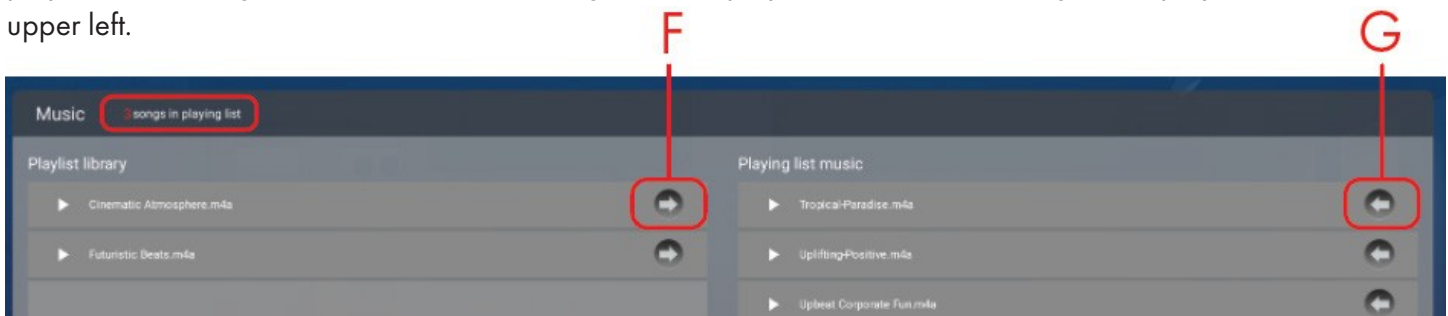 upper left.
F
G
Music 3 songs in playing list
Playlist library
Playing list music
Cinematic Atmosphere.m4a
Tropical-Paradise.m4a
Futuristic Beats.m4a
Uplifting-Positive.m4a
Upbeat Corporate Fun.m4a